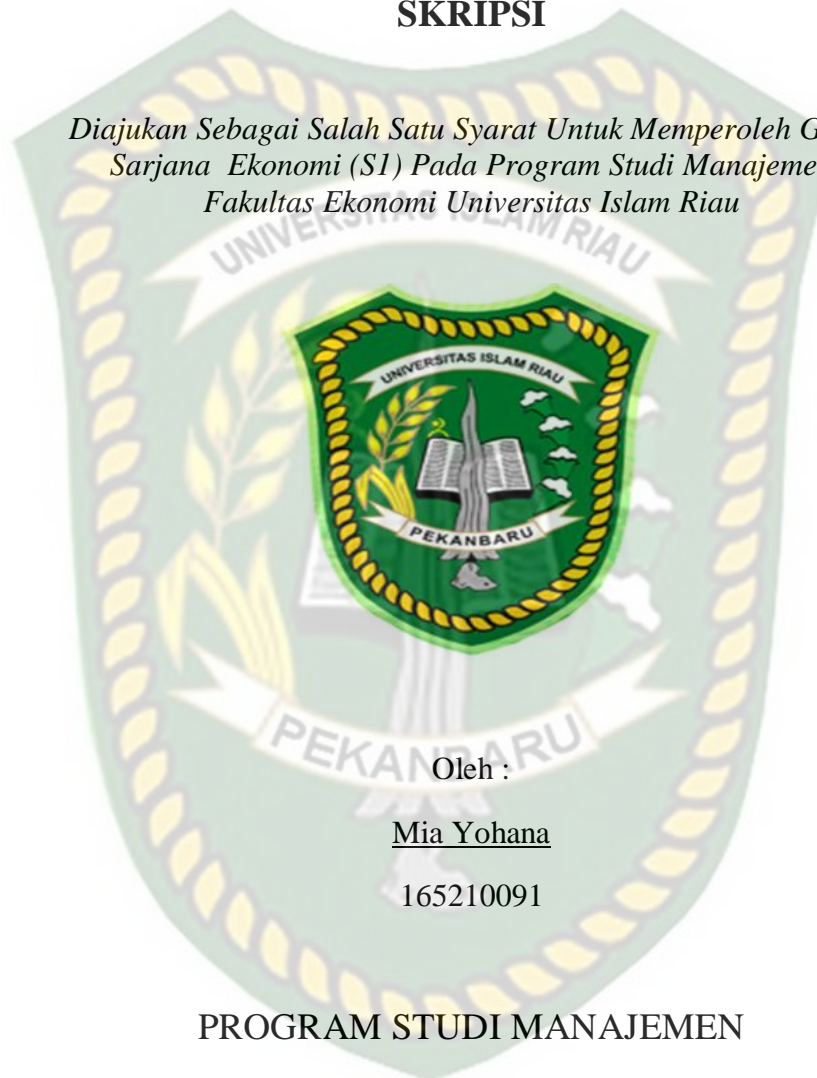 SKRIPSI
Diajukan Sebagai Salah Satu Syarat Untuk Memperoleh G
Sarjana Ekonomi (S1) Pada Program Studi Manajeme
Fakultas Ekonomi Universitas Islam Riau
UNIVERSITAS ISLAM RIAU
UNIVERSITAS ISLAM RIAU
PEKANBARU
PEKANBARU
Oleh :
Mia Yohana
165210091
PROGRAM STUDI MANAJEMEN